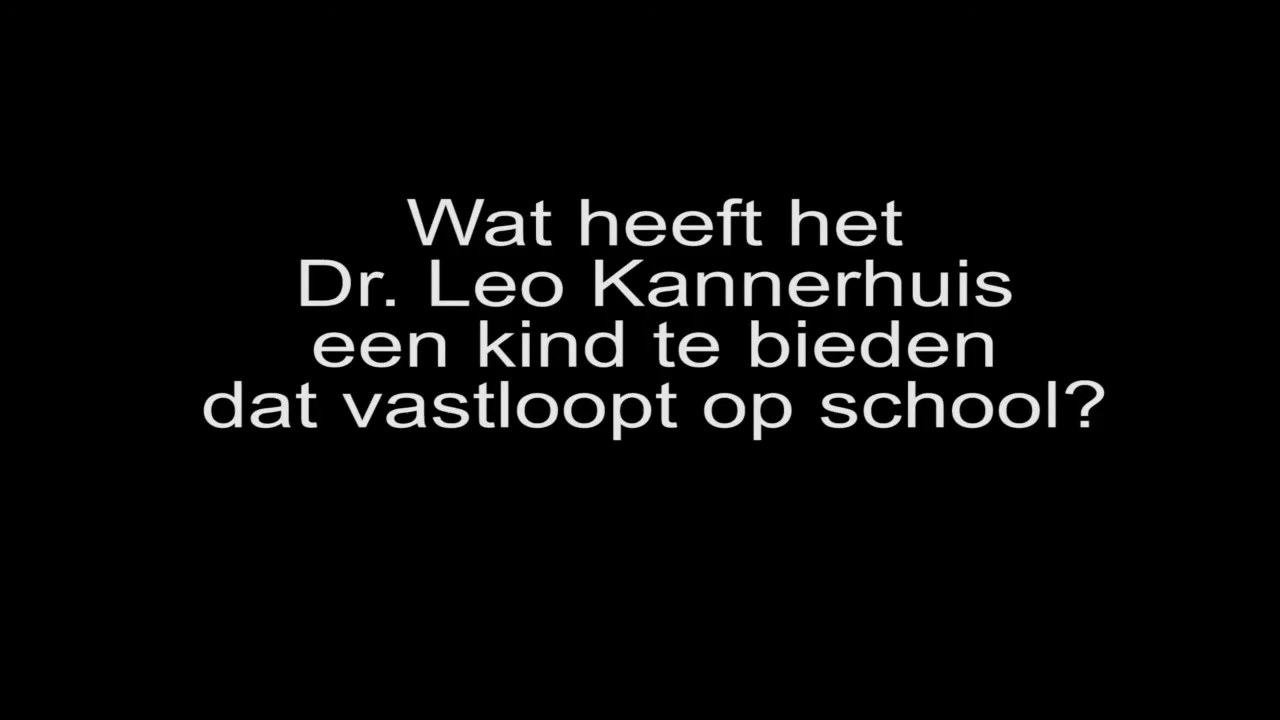 Wat heeft het
Dr. Leo Kannerhuis
een kind te bieden
dat vastloopt op school?